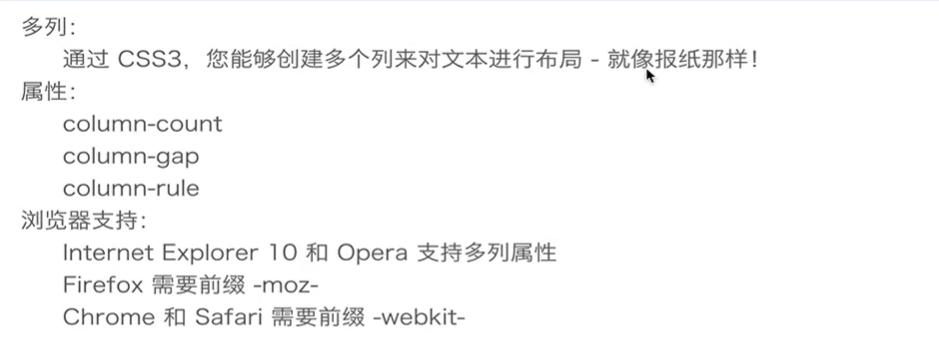 多列：
通过 CSS3，您能够创建多个列来对文本进行布局 - 就像报纸那样！
属性：
column-count
column-gap
column-rule
浏览器支持：
Internet Explorer 10 和 Opera 支持多列属性
Firefox 需要前缀 -moz-
Chrome 和 Safari 需要前缀 -webkit-